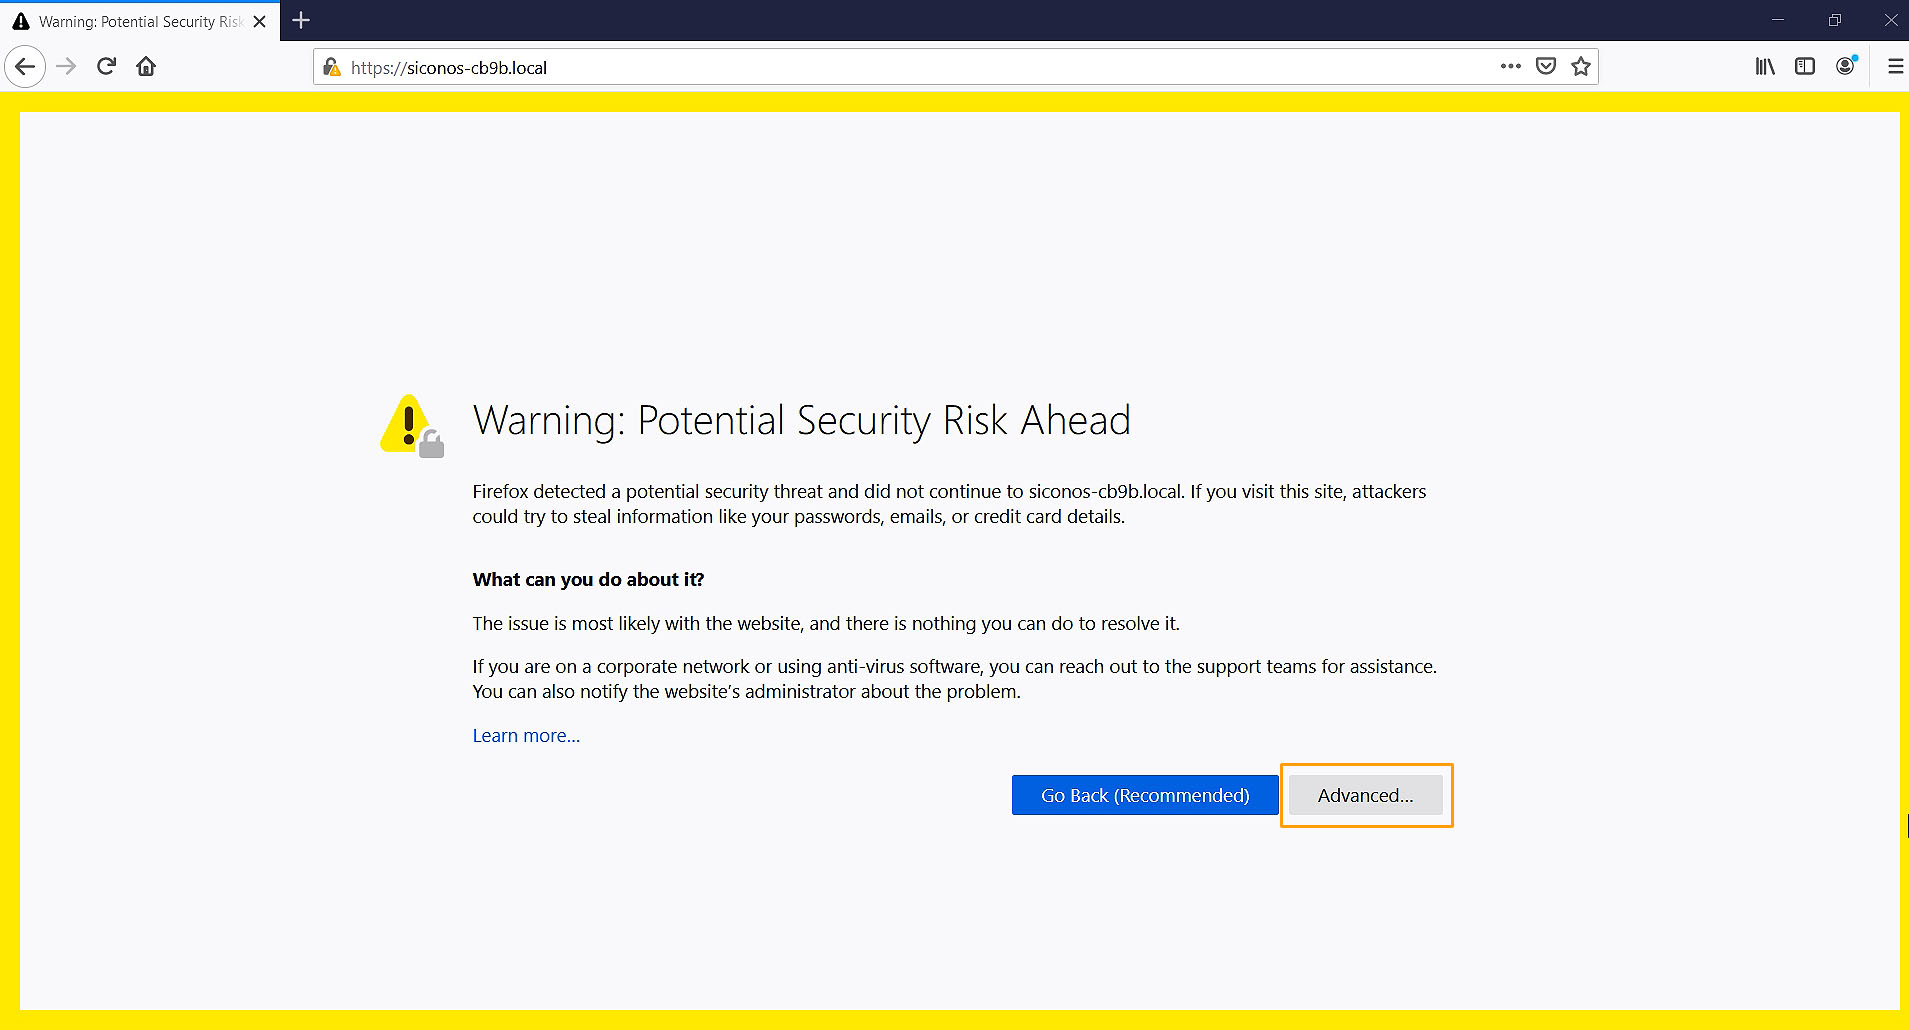 Warning: Potential Security Risk
https://siconos-cb9b.local
Warning: Potential Security Risk Ahead
Firefox detected a potential security threat and did not continue to siconos-cb9b.local. If you visit this site, attackers
could try to steal information like your passwords, emails, or credit card details.
What can you do about it?
The issue is most likely with the website, and there is nothing you can do to resolve it.
If you are on a corporate network or using anti-virus software, you can reach out to the support teams for assistance.
You can also notify the website’s administrator about the problem.
Learn more...
Go Back (Recommended)
Advanced...